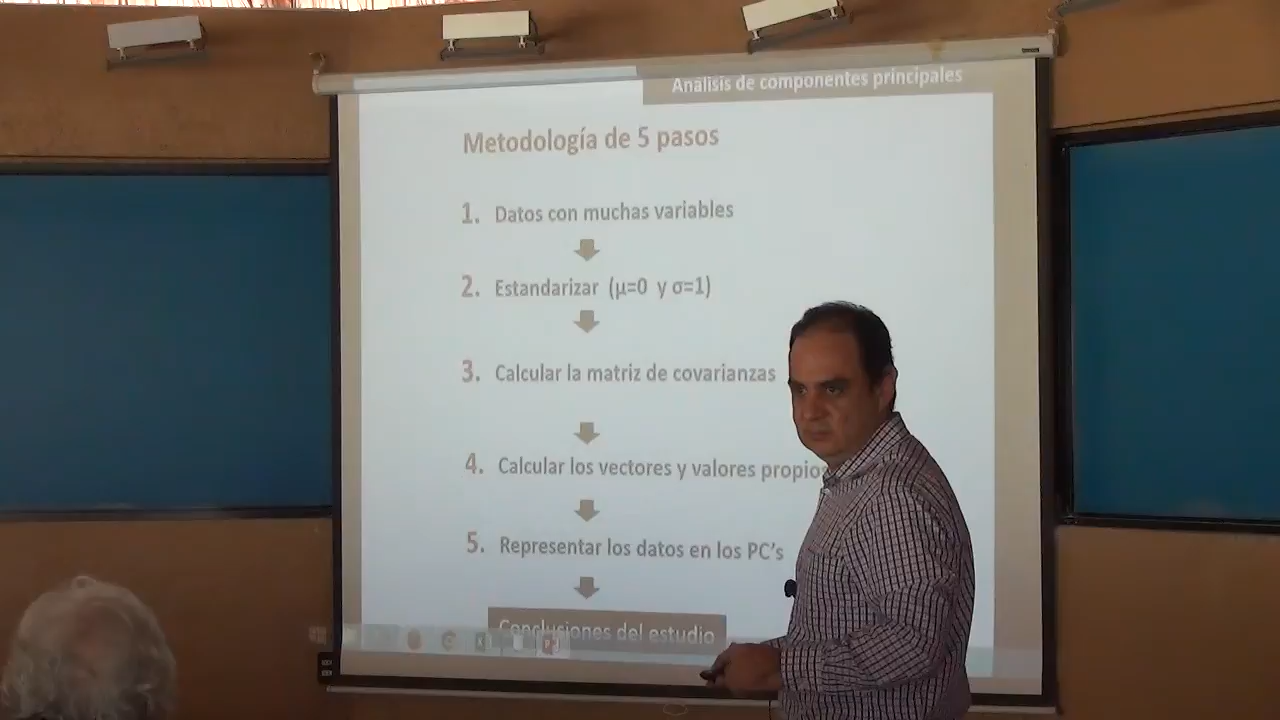 Análisis de componentes principales
Metodología de 5 pasos
1. Datos con muchas variables
2. Estandarizar (μ=0 y σ=1)
3. Calcular la matriz de covarianzas
4. Calcular los vectores y valores propios
5. Representar los datos en los PC's
Conclusiones del estudio